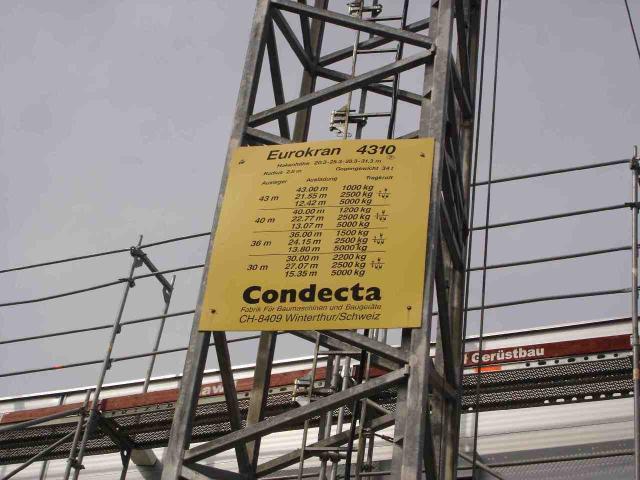 Eurokran 4310
Hakenhöhe 20.3-25.3-28.3-31.3 m
Radius 2,8 m Gegengewicht 34 t
Ausleger Ausladung Tragkraft
43.00 m 1000 kg
43 m 21.55 m 2500 kg
12.42 m 5000 kg
40.00 m 1200 kg
40 m 22.77 m 2500 kg
13.07 m 5000 kg
36.00 m 1500 kg
36 m 24.15 m 2500 kg
13.80 m 5000 kg
30.00 m 2200 kg
30 m 27.07 m 2500 kg
15.35 m 5000 kg
Condecta
Fabrik Für Baumaschinen und Baugeräte
CH-8409 Winterthur/Schweiz
Gerüstbau